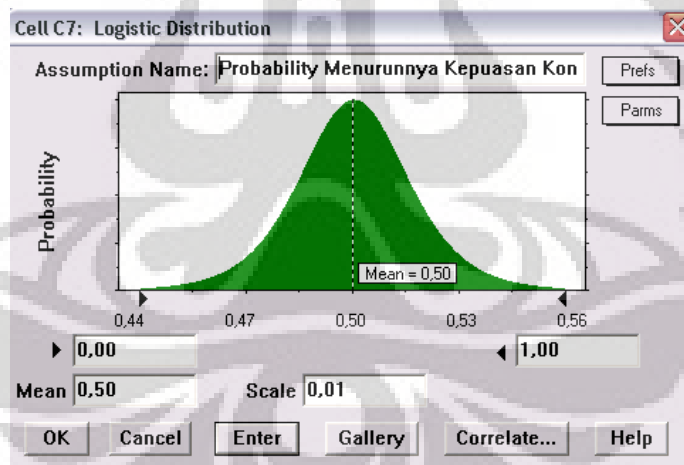 Cell C7: Logistic Distribution
Assumption Name: Probability Menurunnya Kepuasan Kon
Prefs
Parms
Probability
Mean = 0,50
0,44 0,47 0,50 0,53 0,56
0,00 1,00
Mean 0,50 Scale 0,01
OK Cancel Enter Gallery Correlate... Help